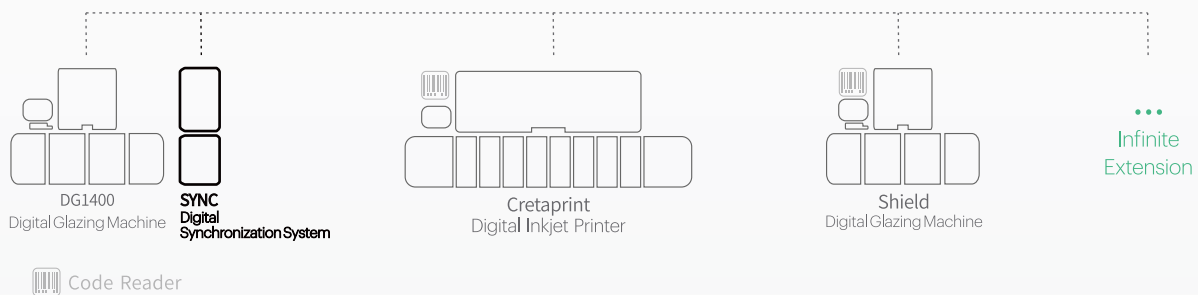 DG1400
Digital Glazing Machine
SYNC
Digital
Synchronization System
Cretaprint
Digital Inkjet Printer
Shield
Digital Glazing Machine
...
Infinite
Extension
Code Reader